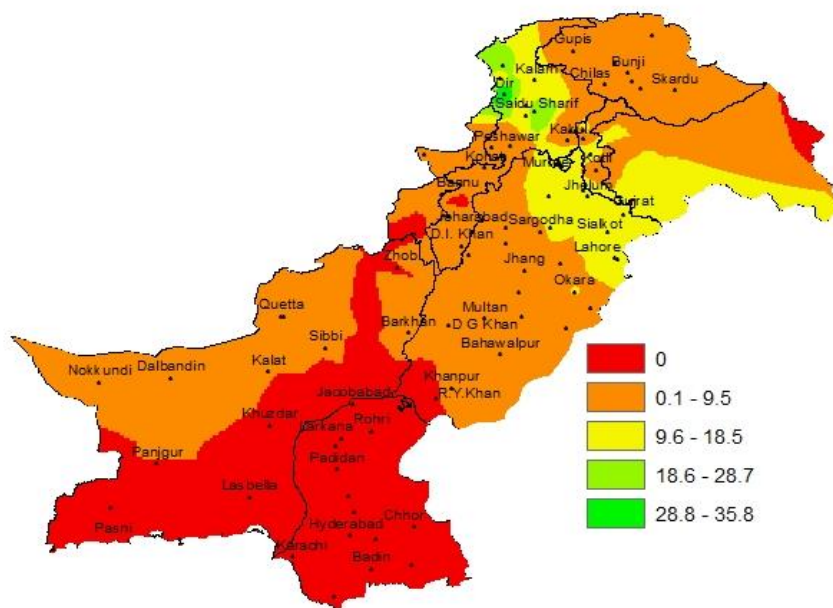 Gupis
Kalam
Bunji
Chilas
Skardu
Dir
Saidu Sharif
Kakul
Peshawar
Kohat
Kotli
Bannu
Jhelum
Gujrat
Sargodha
Sialkot
D.I. Khan
Lahore
Zhob
Jhang
Okara
Quetta
Multan
Barkhan
D G Khan
Sibbi
Bahawalpur
Kalat
Dalbandin
Nokkundi
Khanpur
R.Y.Khan
Jacobabad
Khuzdar
Rohri
Larkana
Panjgur
Padidan
Lasbella
Pasni
Hyderabad
Chhor
Karachi
Badin
0
0.1 - 9.5
9.6 - 18.5
18.6 - 28.7
28.8 - 35.8